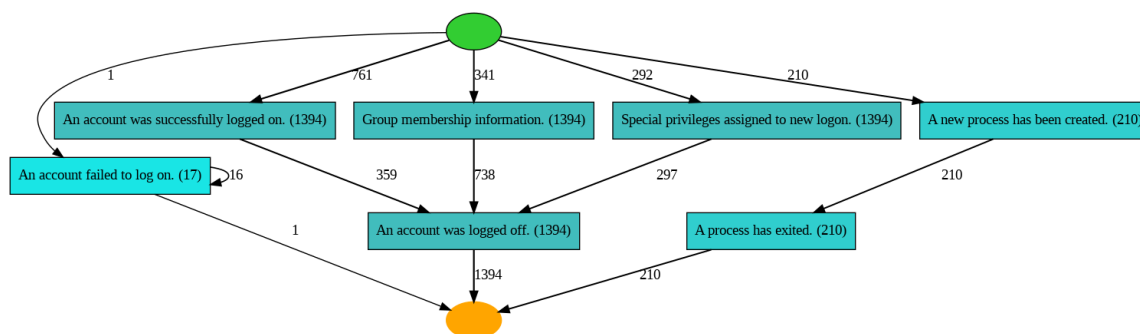 1
761
341
292
210
An account was successfully logged on. (1394)
Group membership information. (1394)
Special privileges assigned to new logon. (1394)
A new process has been created. (210)
An account failed to log on. (17)
16
359
738
297
210
An account was logged off. (1394)
A process has exited. (210)
1
1394
210